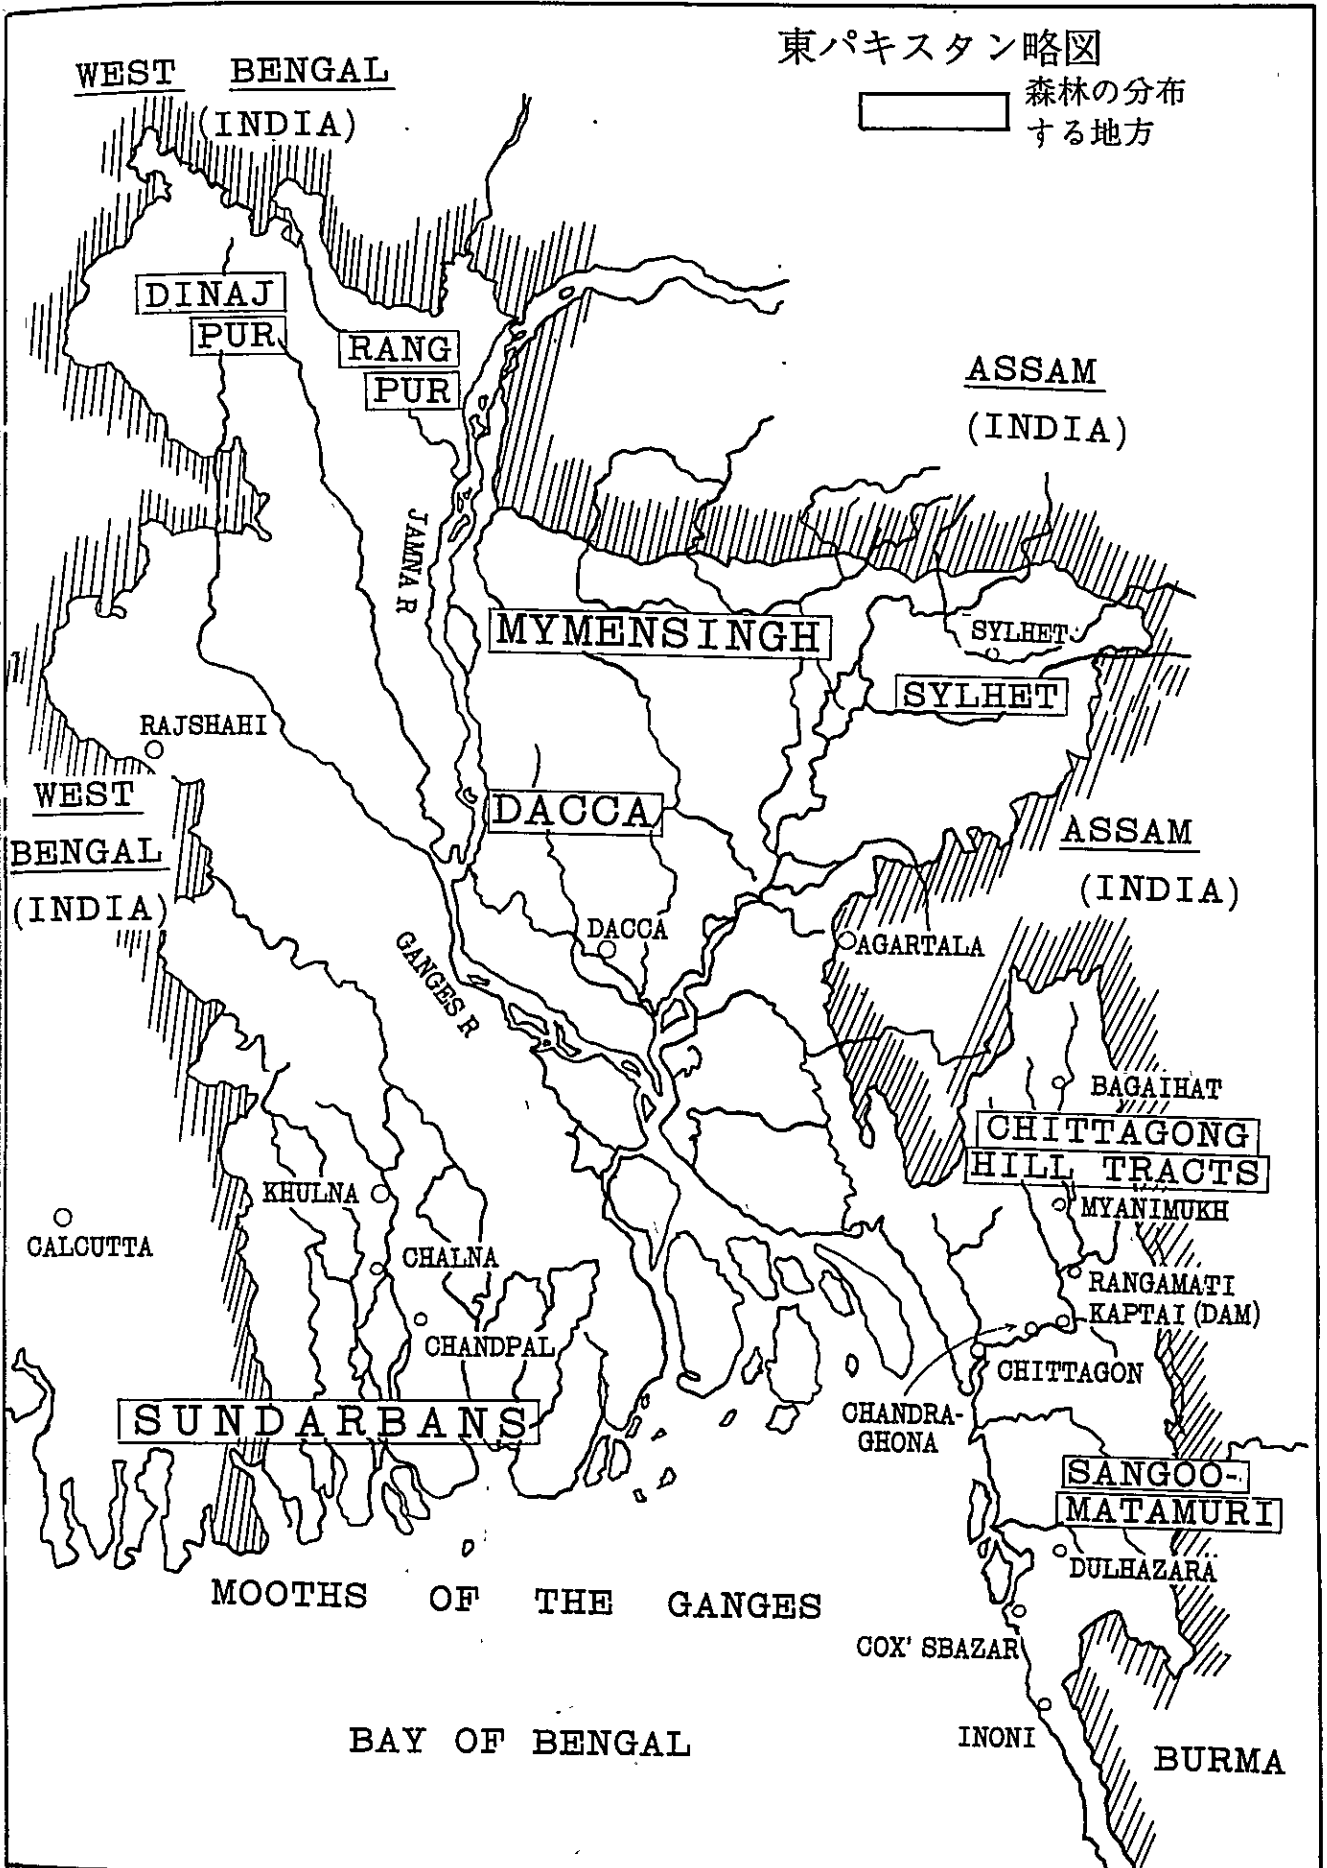 東パキスタン略図
森林の分布
する地方
WEST BENGAL
(INDIA)
DINAJ
PUR
RANG
PUR
ASSAM
(INDIA)
JAMNA R
MYMENSINGH
SYLHET
SYLHET
RAJSHAHI
WEST
BENGAL
(INDIA)
DACCA
ASSAM
(INDIA)
DACCA
AGARTALA
GANGES R
BAGAIHAT
CHITTAGONG
HILL TRACTS
KHULNA
MYANIMUKH
CALCUTTA
CHALNA
RANGAMATI
KAPTAI (DAM)
CHANDPAL
CHITTAGON
SUNDARBANS
CHANDRA-
GHONA
SANGOO-
MATAMURI
DULHAZARA
MOOTHS OF THE GANGES
COX' SBAZAR
INONI
BAY OF BENGAL
BURMA